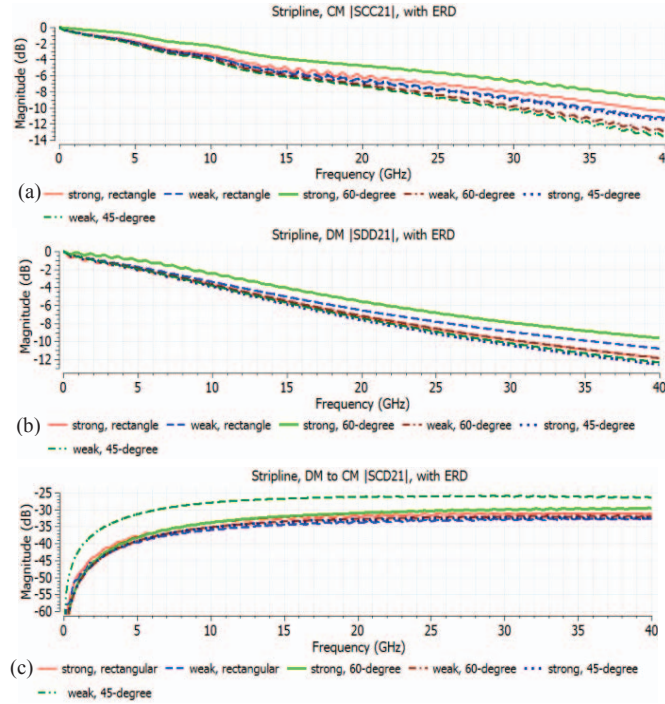 Stripline, CM |SCC21|, with ERD
Magnitude (dB)
0
-2
-4
-6
-8
-10
-12
-14
0 5 10 15 20 25 30 35 40
Frequency (GHz)
(a)
strong, rectangle weak, rectangle strong, 60-degree weak, 60-degree strong, 45-degree
weak, 45-degree
Stripline, DM |SDD21|, with ERD
Magnitude (dB)
0
-2
-4
-6
-8
-10
-12
0 5 10 15 20 25 30 35 40
Frequency (GHz)
(b)
strong, rectangle weak, rectangle strong, 60-degree weak, 60-degree strong, 45-degree
weak, 45-degree
Stripline, DM to CM |SCD21|, with ERD
Magnitude (dB)
-25
-30
-35
-40
-45
-50
-55
-60
0 5 10 15 20 25 30 35 40
Frequency (GHz)
(c)
strong, rectangular weak, rectangular strong, 60-degree weak, 60-degree strong, 45-degree
weak, 45-degree